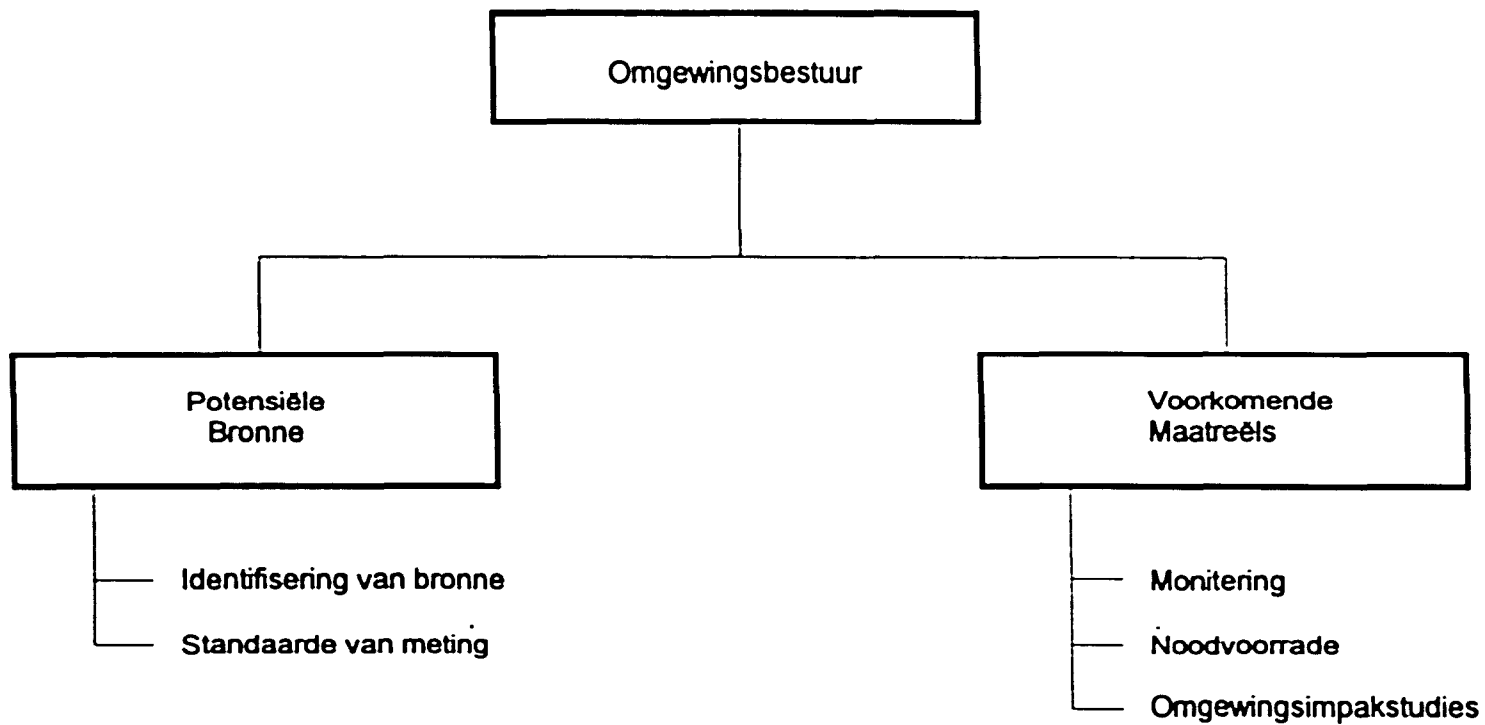 Omgewingsbestuur
Potensiële
Bronne
Identifisering van bronne
Standaarde van meting
Voorkomende
Maatreëls
Monitering
Noodvoorrade
Omgewingsimpakstudies